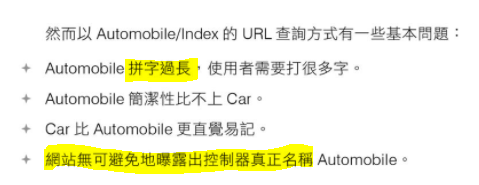 然而以 Automobile/Index 的 URL 查詢方式有一些基本問題：
+ Automobile 拼字過長，使用者需要打很多字。
+ Automobile 簡潔性比不上 Car。
+ Car 比 Automobile 更直覺易記。
+ 網站無可避免地曝露出控制器真正名稱 Automobile。